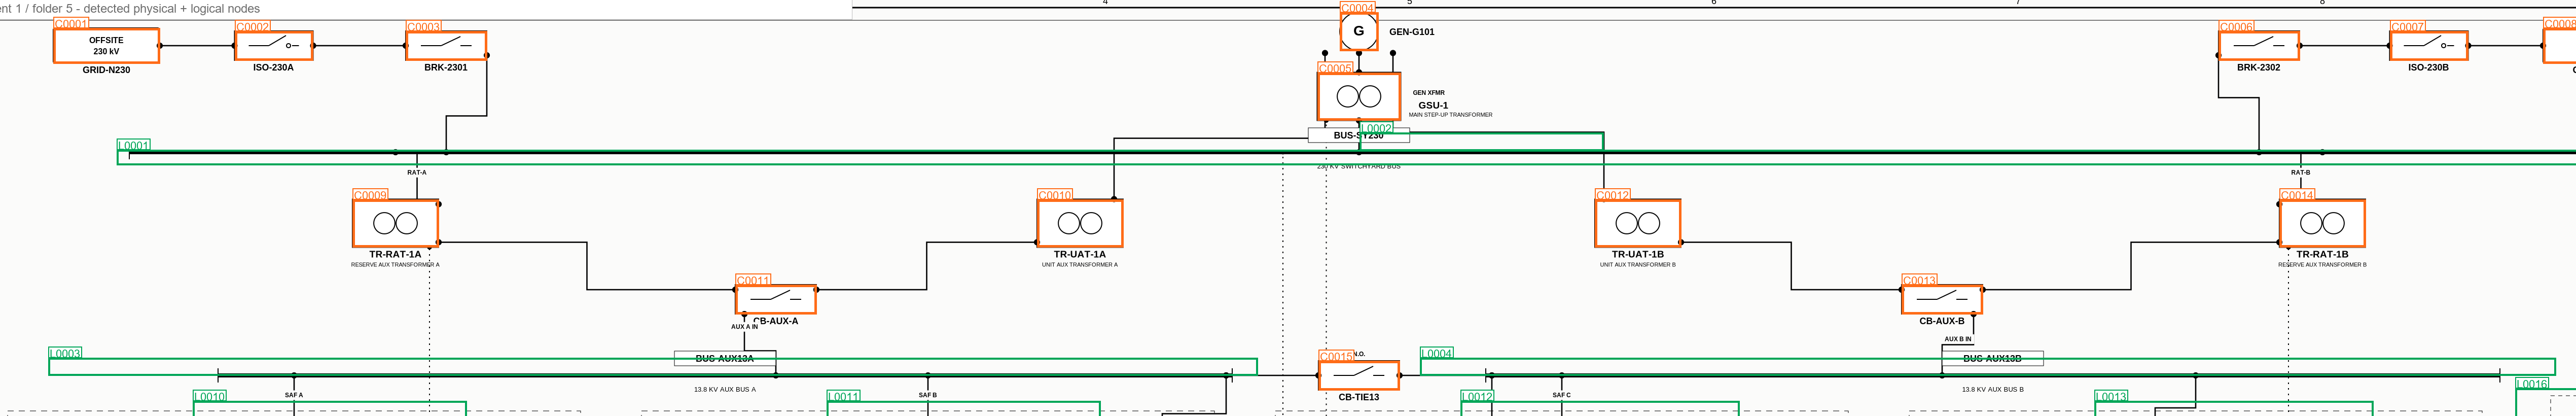 ent 1 / folder 5 - detected physical + logical nodes
4
5
6
7
8
C0001
OFFSITE
230 kV
GRID-N230
C0002
ISO-230A
C0003
BRK-2301
C0004
G
GEN-G101
C0005
GEN XFMR
GSU-1
MAIN STEP-UP TRANSFORMER
C0006
BRK-2302
C0007
ISO-230B
C0008
L0001
L0002
BUS-SY230
230 KV SWITCHYARD BUS
RAT-A
RAT-B
C0009
TR-RAT-1A
RESERVE AUX TRANSFORMER A
C0010
TR-UAT-1A
UNIT AUX TRANSFORMER A
C0012
TR-UAT-1B
UNIT AUX TRANSFORMER B
C0014
TR-RAT-1B
RESERVE AUX TRANSFORMER B
C0011
CB-AUX-A
AUX A IN
C0013
CB-AUX-B
AUX B IN
L0003
BUS-AUX13A
13.8 KV AUX BUS A
C0015
N.O.
CB-TIE13
L0004
BUS-AUX13B
13.8 KV AUX BUS B
L0010
SAF A
L0011
SAF B
L0012
SAF C
L0013
L0016